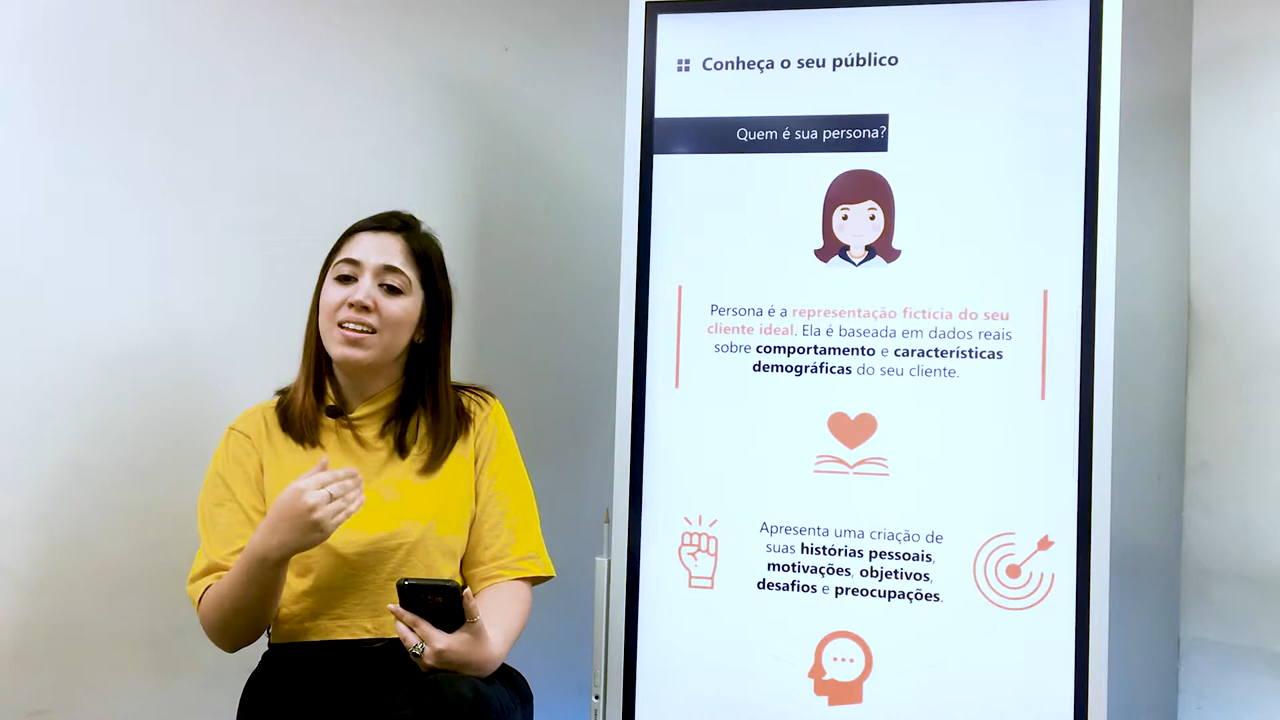 Conheça o seu público
Quem é sua persona?
Persona é a representação fictícia do seu
cliente ideal. Ela é baseada em dados reais
sobre comportamento e características
demográficas do seu cliente.
Apresenta uma criação de
suas histórias pessoais,
motivações, objetivos,
desafios e preocupações.